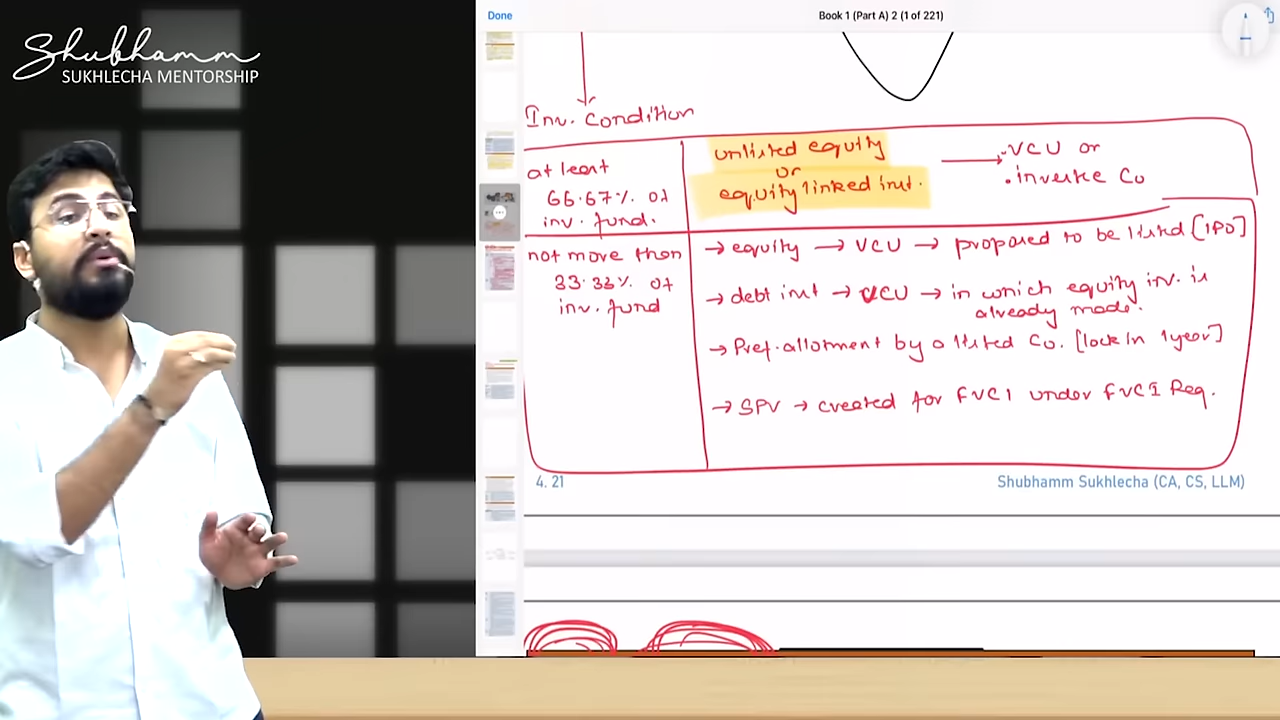 Shubhamm
SUKHLECHA MENTORSHIP
Done
Book 1 (Part A) 2 (1 of 221)
Inv. Condition
at least
66.67% of
inv. fund.
unlisted equity
or
equity linked inst.
→ .VCU or
.investee Co
not more than
33.33% of
inv. fund
→ equity → VCU → proposed to be listed [IPO]
→ debt inst → VCU → in which equity inv. is
already made.
→ Pref. allotment by a listed Co. [lock in 1year]
→ SPV → created for FVCI under FVCI Reg.
4. 21
Shubhamm Sukhlecha (CA, CS, LLM)